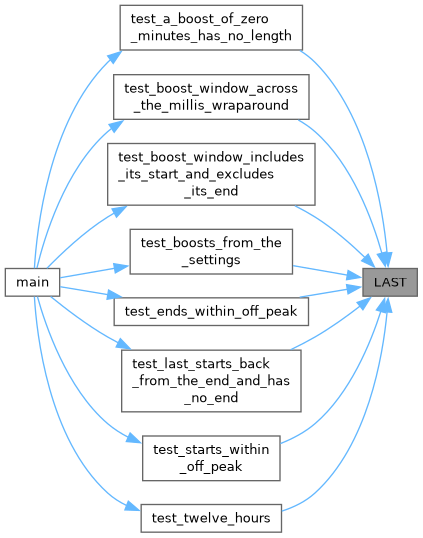 test_a_boost_of_zero
_minutes_has_no_length
test_boost_window_across
_the_millis_wraparound
test_boost_window_includes
_its_start_and_excludes
_its_end
test_boosts_from_the
_settings
main
LAST
test_ends_within_off_peak
test_last_starts_back
_from_the_end_and_has
_no_end
test_starts_within
_off_peak
test_twelve_hours